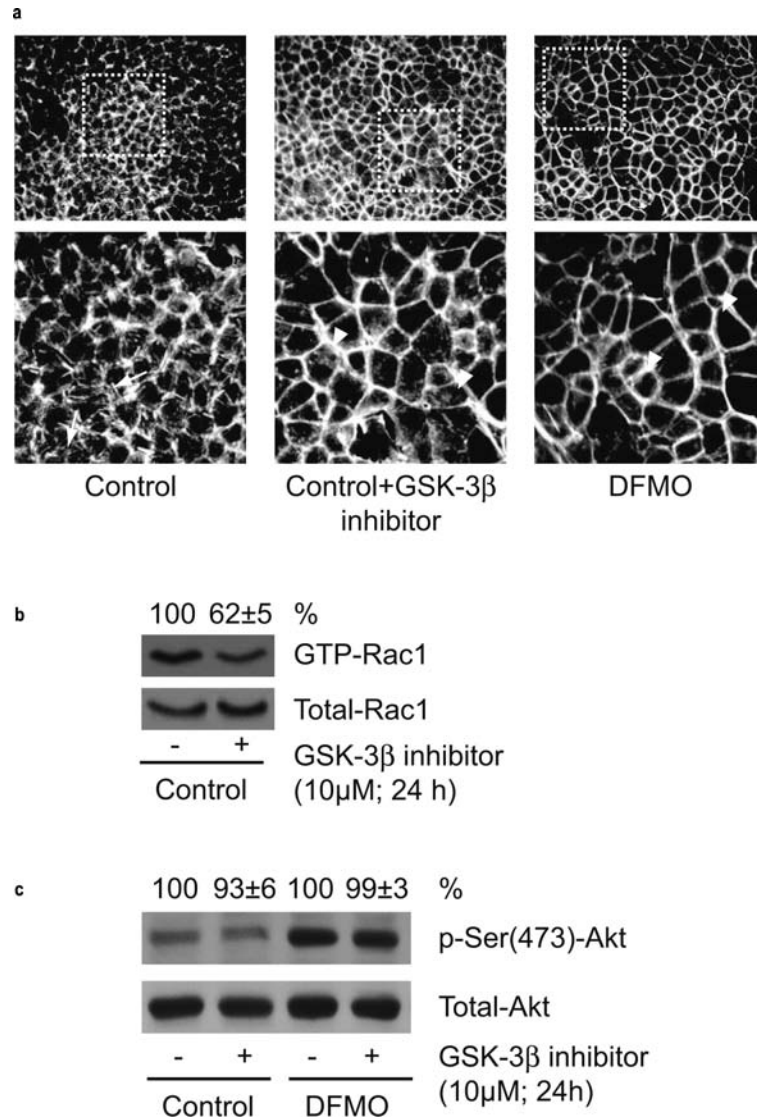 a
Control
Control+GSK-3β
inhibitor
DFMO
b
100 62±5 %
GTP-Rac1
Total-Rac1
- + GSK-3β inhibitor
Control (10µM; 24 h)
c
100 93±6 100 99±3 %
p-Ser(473)-Akt
Total-Akt
- + - + GSK-3β inhibitor
Control DFMO (10µM; 24h)